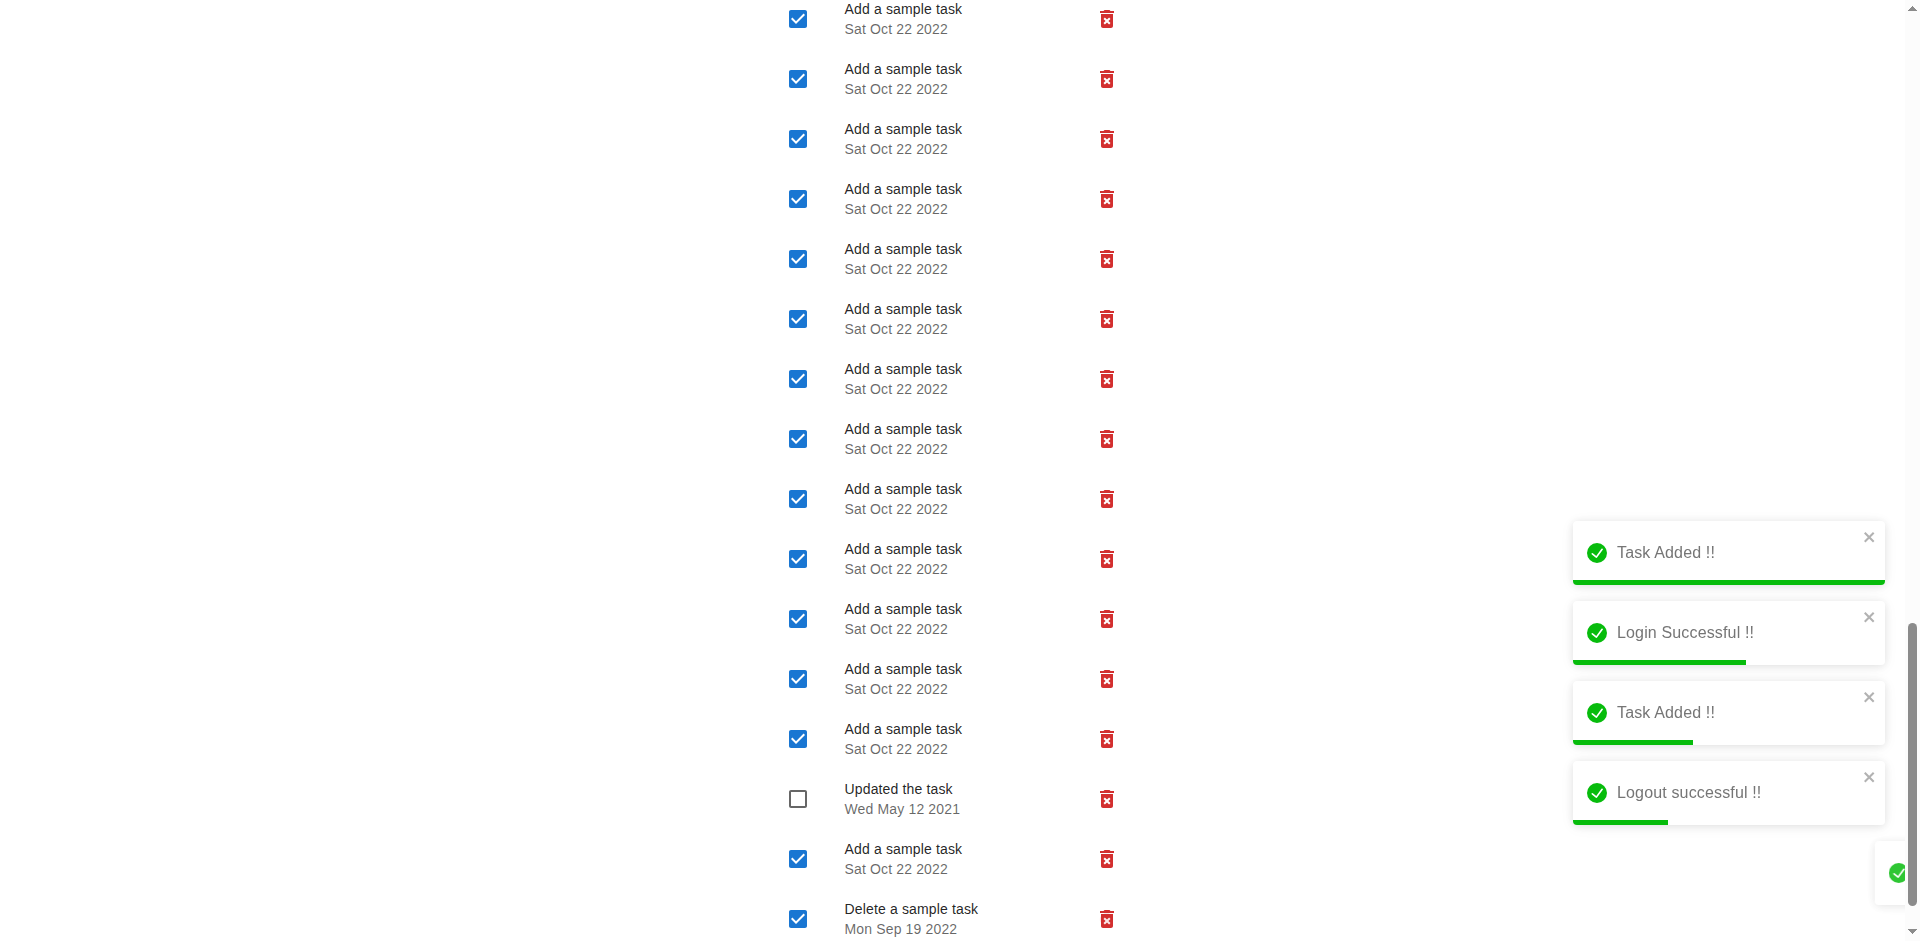 Add a sample task
Sat Oct 22 2022
Add a sample task
Sat Oct 22 2022
Add a sample task
Sat Oct 22 2022
Add a sample task
Sat Oct 22 2022
Add a sample task
Sat Oct 22 2022
Add a sample task
Sat Oct 22 2022
Add a sample task
Sat Oct 22 2022
Add a sample task
Sat Oct 22 2022
Add a sample task
Sat Oct 22 2022
Add a sample task
Sat Oct 22 2022
Add a sample task
Sat Oct 22 2022
Add a sample task
Sat Oct 22 2022
Add a sample task
Sat Oct 22 2022
Updated the task
Wed May 12 2021
Add a sample task
Sat Oct 22 2022
Delete a sample task
Mon Sep 19 2022
Task Added !!
Login Successful !!
Task Added !!
Logout successful !!